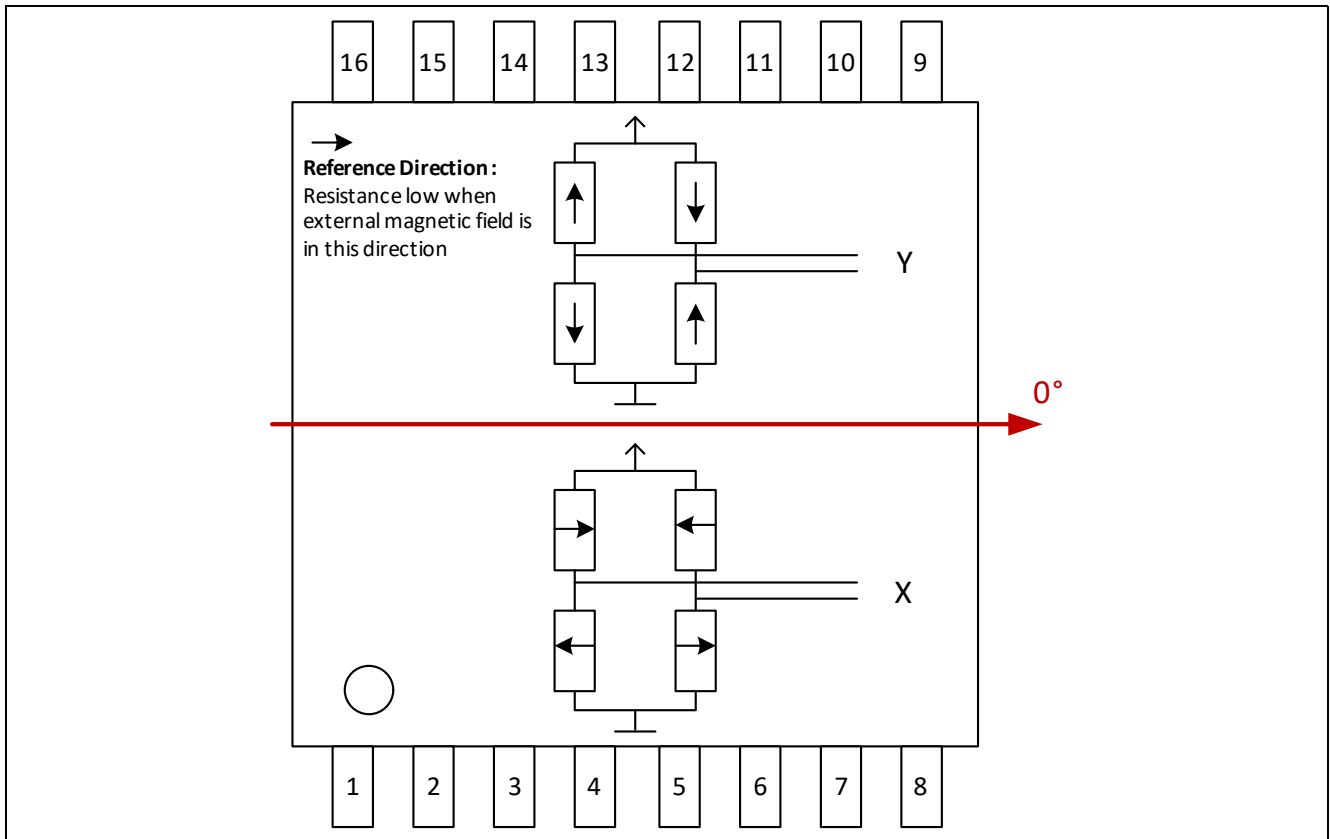 16 15 14 13 12 11 10 9
Reference Direction :
Resistance low when
external magnetic field is
in this direction
Y
0°
X
1 2 3 4 5 6 7 8